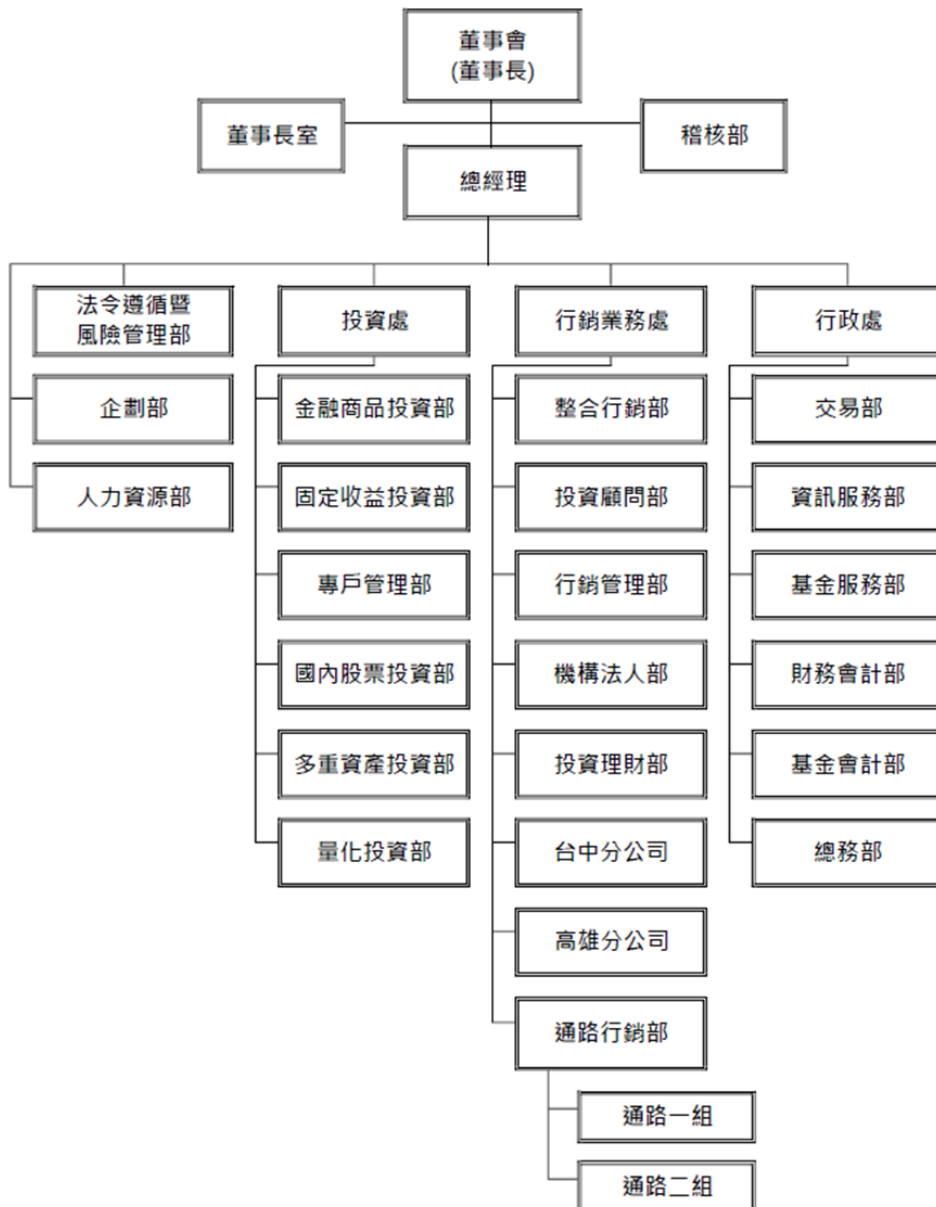 董事會
(董事長)
董事長室
稽核部
總經理
法令遵循暨
風險管理部
投資處
行銷業務處
行政處
企劃部
金融商品投資部
整合行銷部
交易部
人力資源部
固定收益投資部
投資顧問部
資訊服務部
專戶管理部
行銷管理部
基金服務部
國內股票投資部
機構法人部
財務會計部
多重資產投資部
投資理財部
基金會計部
量化投資部
台中分公司
總務部
高雄分公司
通路行銷部
通路一組
通路二組